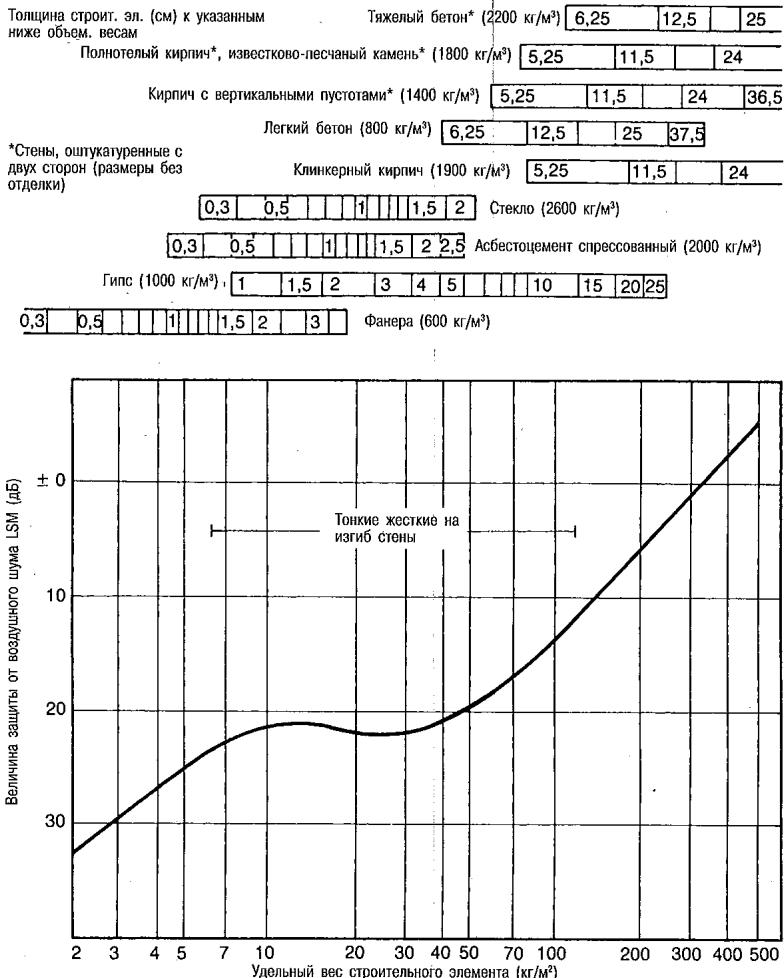 Толщина строит. эл. (см) к указанным
ниже объем. весам
Тяжелый бетон* (2200 кг/м³) 6,25 12,5 25
Полнотелый кирпич*, известково-песчаный камень* (1800 кг/м³) 5,25 11,5 24
Кирпич с вертикальными пустотами* (1400 кг/м³) 5,25 11,5 24 36,5
Легкий бетон (800 кг/м³) 6,25 12,5 25 37,5
*Стены, оштукатуренные с
двух сторон (размеры без
отделки)
Клинкерный кирпич (1900 кг/м³) 5,25 11,5 24
0,3 0,5 1 1,5 2 Стекло (2600 кг/м³)
0,3 0,5 1 1,5 2 2,5 Асбестоцемент спрессованный (2000 кг/м³)
Гипс (1000 кг/м³) 1 1,5 2 3 4 5 10 15 20 25
0,3 0,5 1 1,5 2 3 Фанера (600 кг/м³)
Величина защиты от воздушного шума LSM (дБ)
± 0
Тонкие жесткие на
изгиб стены
10
20
30
2 3 4 5 7 10 20 30 40 50 70 100 200 300 400 500
Удельный вес строительного элемента (кг/м²)